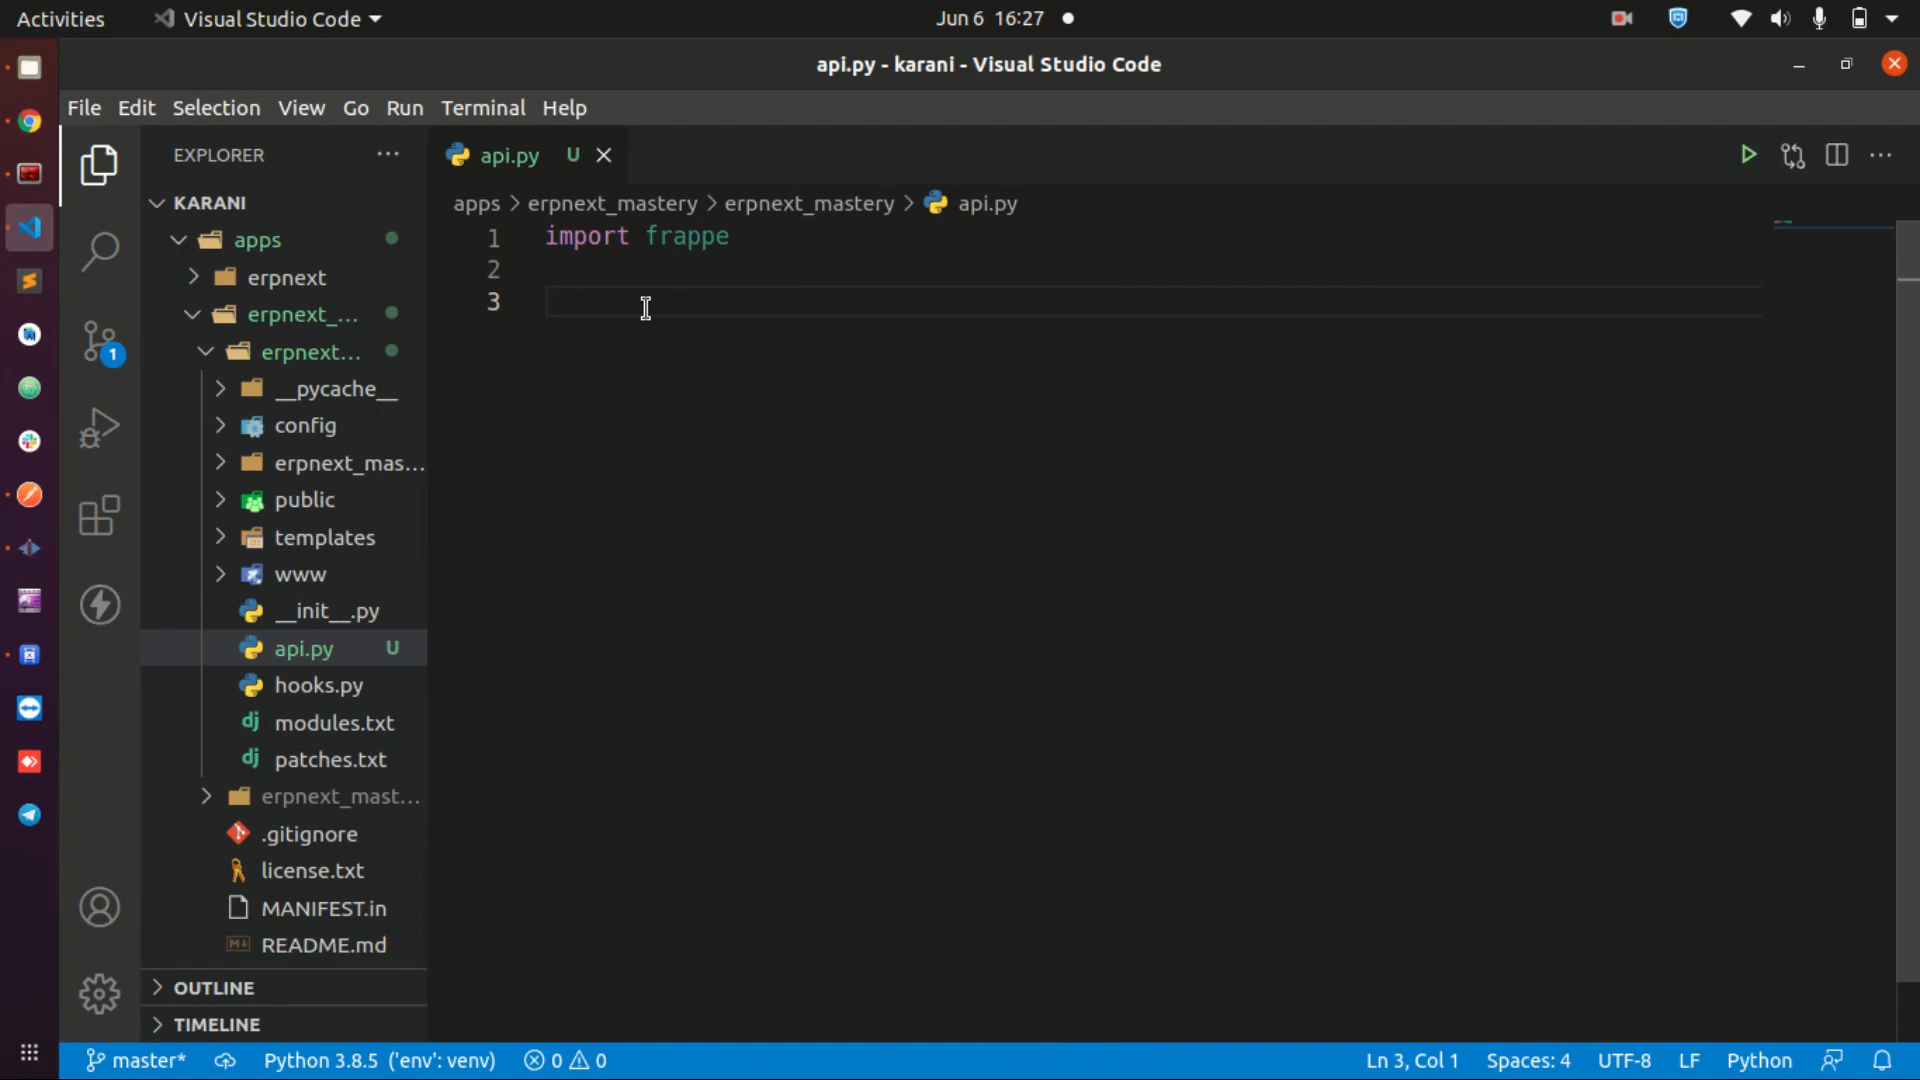 Activities Visual Studio Code Jun 6 16:27
api.py - karani - Visual Studio Code
File Edit Selection View Go Run Terminal Help
EXPLORER ··· api.py U
KARANI
apps > erpnext_mastery > erpnext_mastery > api.py
1 import frappe
2
3
apps
erpnext
erpnext_...
erpnext...
__pycache__
config
erpnext_mas...
public
templates
www
__init__.py
api.py U
hooks.py
dj modules.txt
dj patches.txt
erpnext_mast...
.gitignore
license.txt
MANIFEST.in
README.md
OUTLINE
TIMELINE
1
master* Python 3.8.5 ('env': venv) 0 0 Ln 3, Col 1 Spaces: 4 UTF-8 LF Python